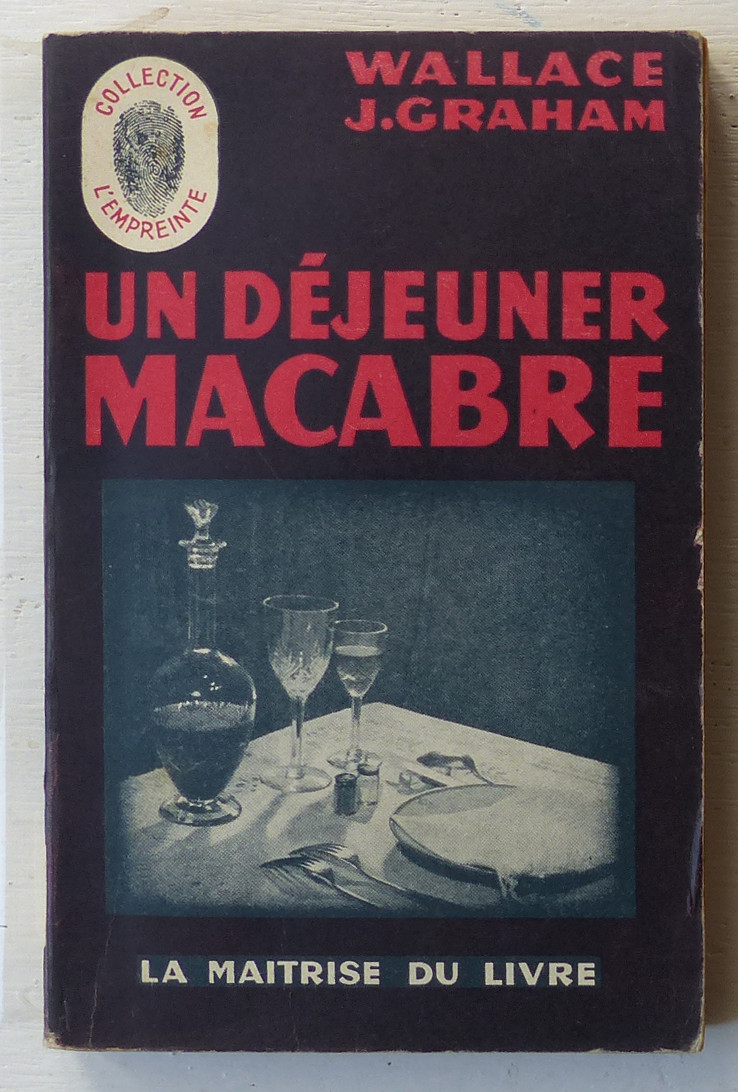 COLLECTION
L'EMPREINTE
WALLACE
J.GRAHAM
UN DÉJEUNER
MACABRE
LA MAITRISE DU LIVRE